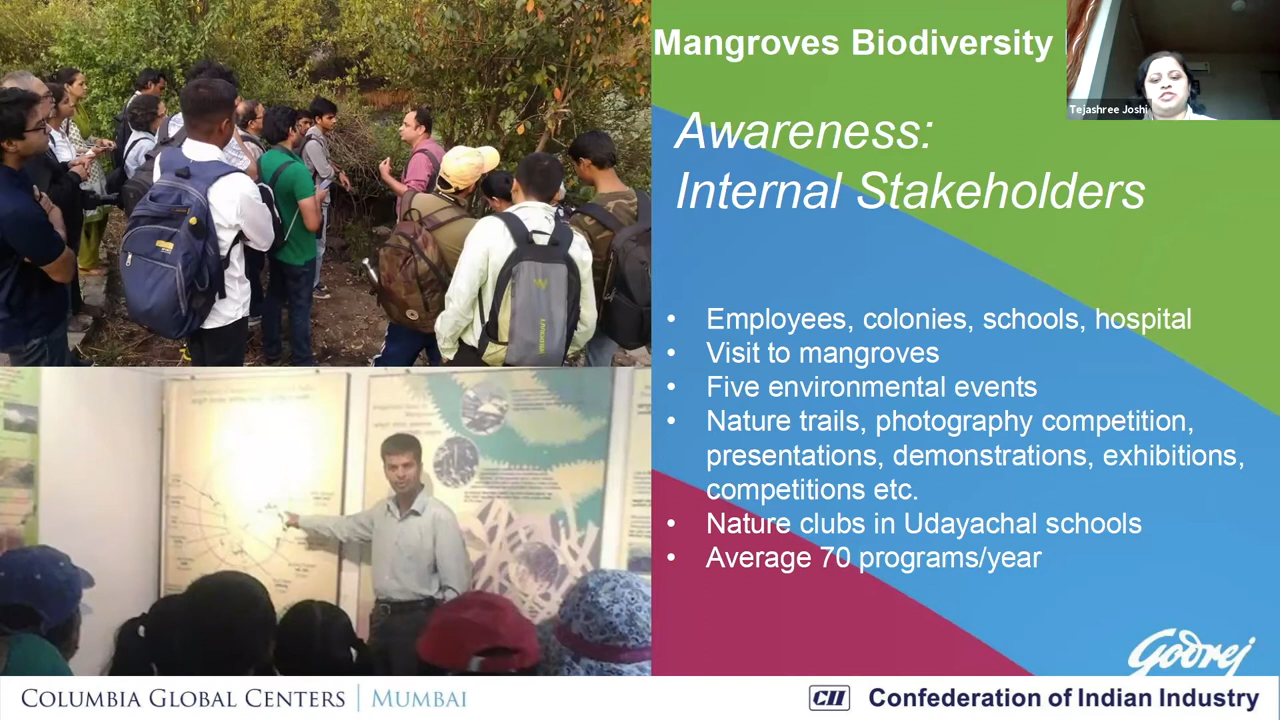 Mangroves Biodiversity
Tejashree Joshi
Awareness:
Internal Stakeholders
• Employees, colonies, schools, hospital
• Visit to mangroves
• Five environmental events
• Nature trails, photography competition,
presentations, demonstrations, exhibitions,
competitions etc.
• Nature clubs in Udayachal schools
• Average 70 programs/year
Godrej
COLUMBIA GLOBAL CENTERS | MUMBAI
CII Confederation of Indian Industry